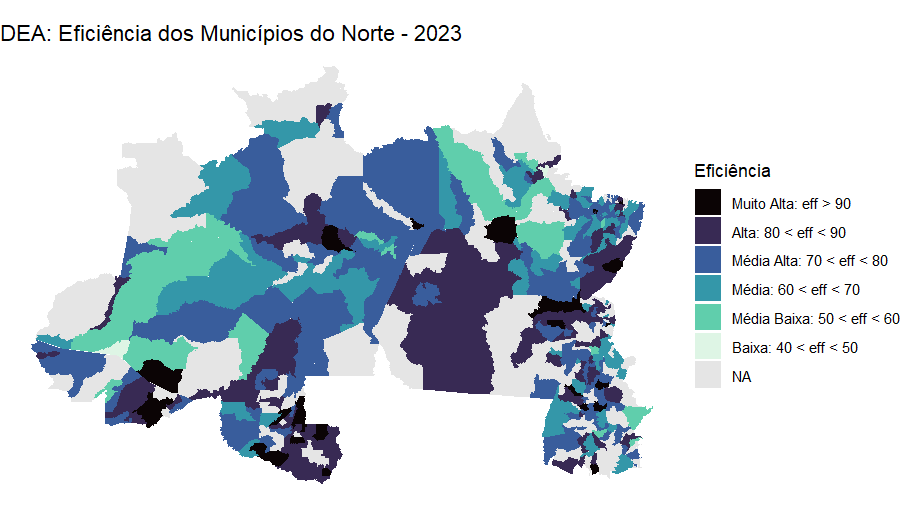 DEA: Eficiência dos Municípios do Norte - 2023
Eficiência
Muito Alta: eff > 90
Alta: 80 < eff < 90
Média Alta: 70 < eff < 80
Média: 60 < eff < 70
Média Baixa: 50 < eff < 60
Baixa: 40 < eff < 50
NA